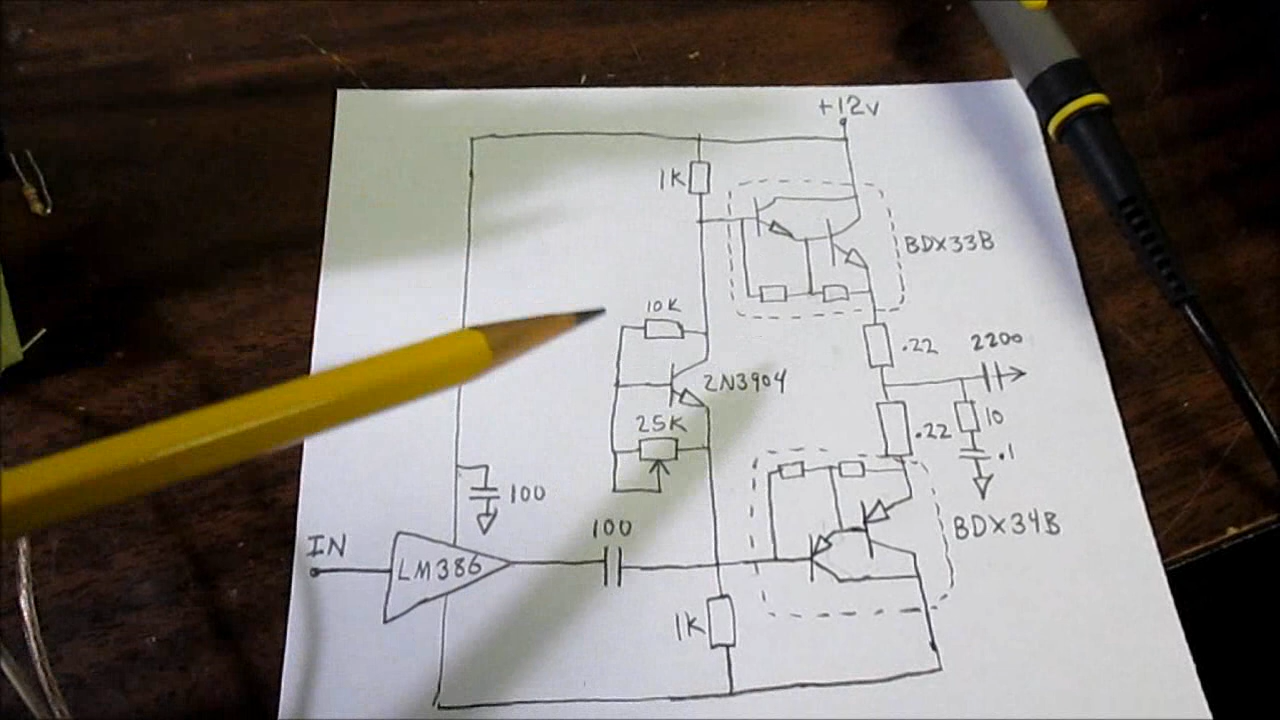 +12v
1K
BDX33B
10K
.22
2200
2N3904
25K
.22
10
.1
100
BDX34B
100
IN
LM386
1K